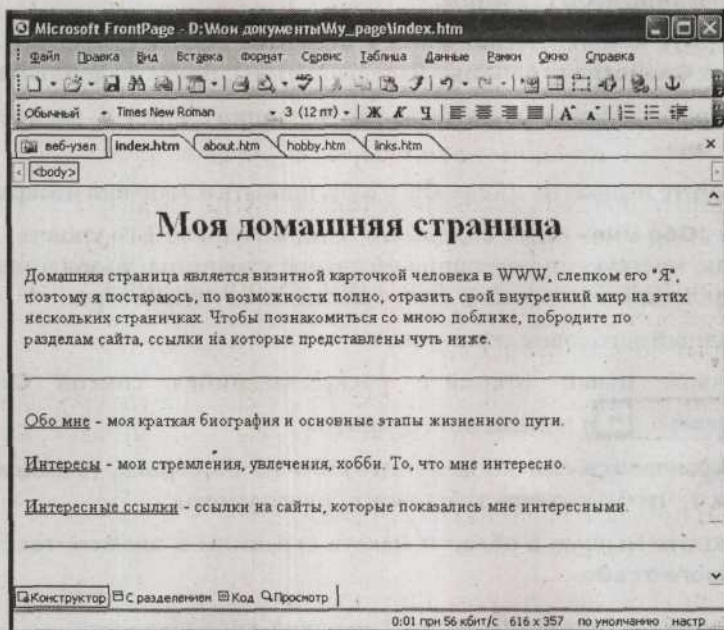 Microsoft FrontPage - D:\Мои документы\My_page\index.htm
Файл Правка Вид Вставка Формат Сервис Таблица Данные Рамки Окно Справка
Обычный Times New Roman 3 (12 пт) Ж К Ч
веб-узел index.htm about.htm hobby.htm links.htm
<body>
Моя домашняя страница
Домашняя страница является визитной карточкой человека в WWW, слепком его "Я",
поэтому я постараюсь, по возможности полно, отразить свой внутренний мир на этих
нескольких страничках. Чтобы познакомиться со мною поближе, побродите по
разделам сайта, ссылки на которые представлены чуть ниже.
Обо мне - моя краткая биография и основные этапы жизненного пути.
Интересы - мои стремления, увлечения, хобби. То, что мне интересно.
Интересные ссылки - ссылки на сайты, которые показались мне интересными.
Конструктор С разделением Код Просмотр
0:01 при 56 кбит/с 616 x 357 по умолчанию настр